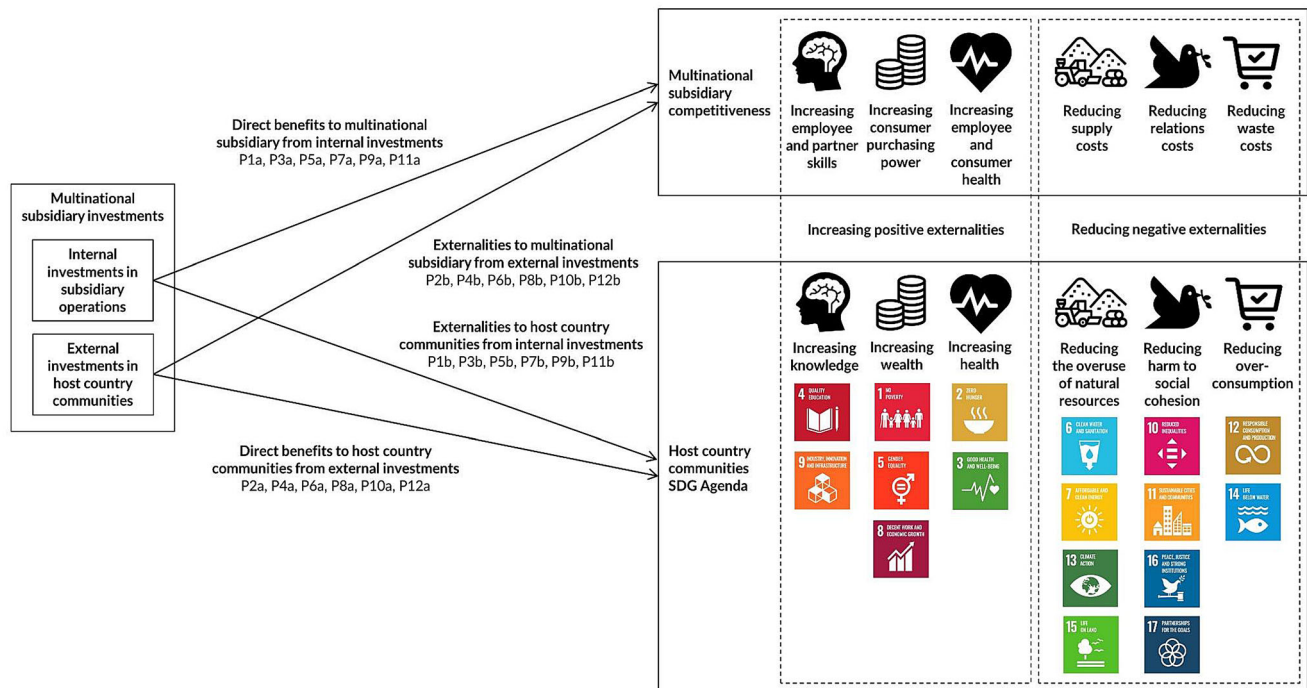 Multinational
subsidiary investments
Internal
investments in
subsidiary
operations
External
investments in
host country
communities
Direct benefits to multinational
subsidiary from internal investments
P1a, P3a, P5a, P7a, P9a, P11a
Externalities to multinational
subsidiary from external investments
P2b, P4b, P6b, P8b, P10b, P12b
Externalities to host country
communities from internal investments
P1b, P3b, P5b, P7b, P9b, P11b
Direct benefits to host country
communities from external investments
P2a, P4a, P6a, P8a, P10a, P12a
Multinational
subsidiary
competitiveness
Increasing
employee
and partner
skills
Increasing
consumer
purchasing
power
Increasing
employee
and
consumer
health
Reducing
supply
costs
Reducing
relations
costs
Reducing
waste
costs
Increasing positive externalities
Reducing negative externalities
Host country
communities
SDG Agenda
Increasing
knowledge
Increasing
wealth
Increasing
health
Reducing
the overuse
of natural
resources
Reducing
harm to
social
cohesion
Reducing
over-
consumption
4 QUALITY
EDUCATION
1 NO
POVERTY
2 ZERO
HUNGER
9 INDUSTRY, INNOVATION
AND INFRASTRUCTURE
5 GENDER
EQUALITY
3 GOOD HEALTH
AND WELL-BEING
8 DECENT WORK AND
ECONOMIC GROWTH
6 CLEAN WATER
AND SANITATION
10 REDUCED
INEQUALITIES
12 RESPONSIBLE
CONSUMPTION
AND PRODUCTION
7 AFFORDABLE AND
CLEAN ENERGY
11 SUSTAINABLE CITIES
AND COMMUNITIES
14 LIFE
BELOW WATER
13 CLIMATE
ACTION
16 PEACE, JUSTICE
AND STRONG
INSTITUTIONS
15 LIFE
ON LAND
17 PARTNERSHIPS
FOR THE GOALS